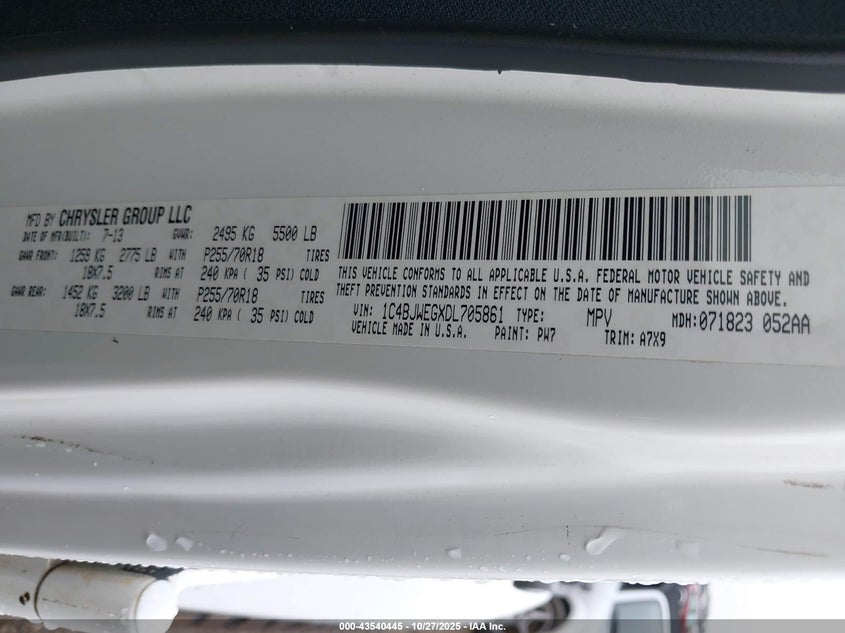 MFD BY CHRYSLER GROUP LLC
DATE OF MFR(BUILT): 7-13 GVWR: 2495 KG 5500 LB
GAWR FRONT: 1259 KG 2775 LB WITH P255/70R18 TIRES
18X7.5 RIMS AT 240 KPA ( 35 PSI) COLD
GAWR REAR: 1452 KG 3200 LB WITH P255/70R18 TIRES
18X7.5 RIMS AT 240 KPA ( 35 PSI) COLD
THIS VEHICLE CONFORMS TO ALL APPLICABLE U.S.A. FEDERAL MOTOR VEHICLE SAFETY AND
THEFT PREVENTION STANDARDS IN EFFECT ON THE DATE OF MANUFACTURE SHOWN ABOVE.
VIN: 1C4BJWEGXDL705861 TYPE: MPV MDH:071823 052AA
VEHICLE MADE IN U.S.A. PAINT: PW7 TRIM: A7X9
000-43540445 - 10/27/2025 - IAA Inc.